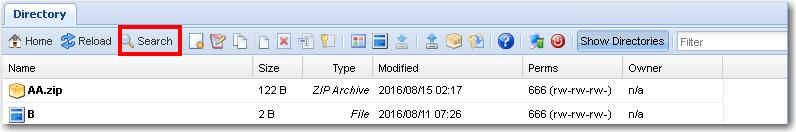 Directory
Home Reload Search Show Directories Filter
Name Size Type Modified Perms Owner
AA.zip 122 B ZIP Archive 2016/08/15 02:17 666 (rw-rw-rw-) n/a
B 2 B File 2016/08/11 07:26 666 (rw-rw-rw-) n/a